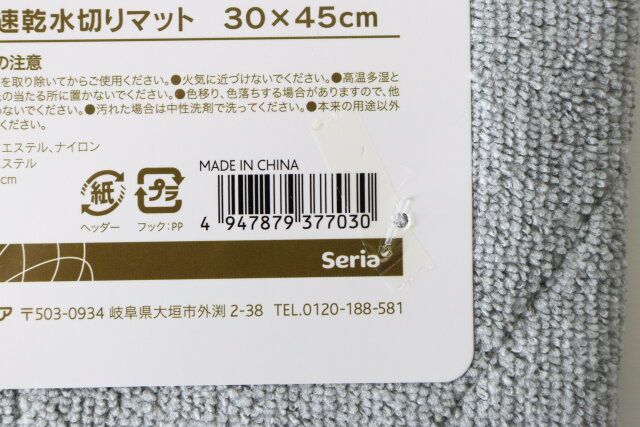 速乾水切りマット 30×45cm
の注意
を取り除いてからご使用ください。●火気に近づけないでください。●高温多湿と
の当たる所に置かないでください。●色移り、色落ちする場合がありますので、他
いでください。●汚れた場合は中性洗剤で洗ってください。●本来の用途以外
ください。
エステル、ナイロン
エステル
cm
MADE IN CHINA
紙
ヘッダー
プラ
フック:PP
4 947879 377030
Seria
ア 〒503-0934 岐阜県大垣市外渕 2-38 TEL.0120-188-581